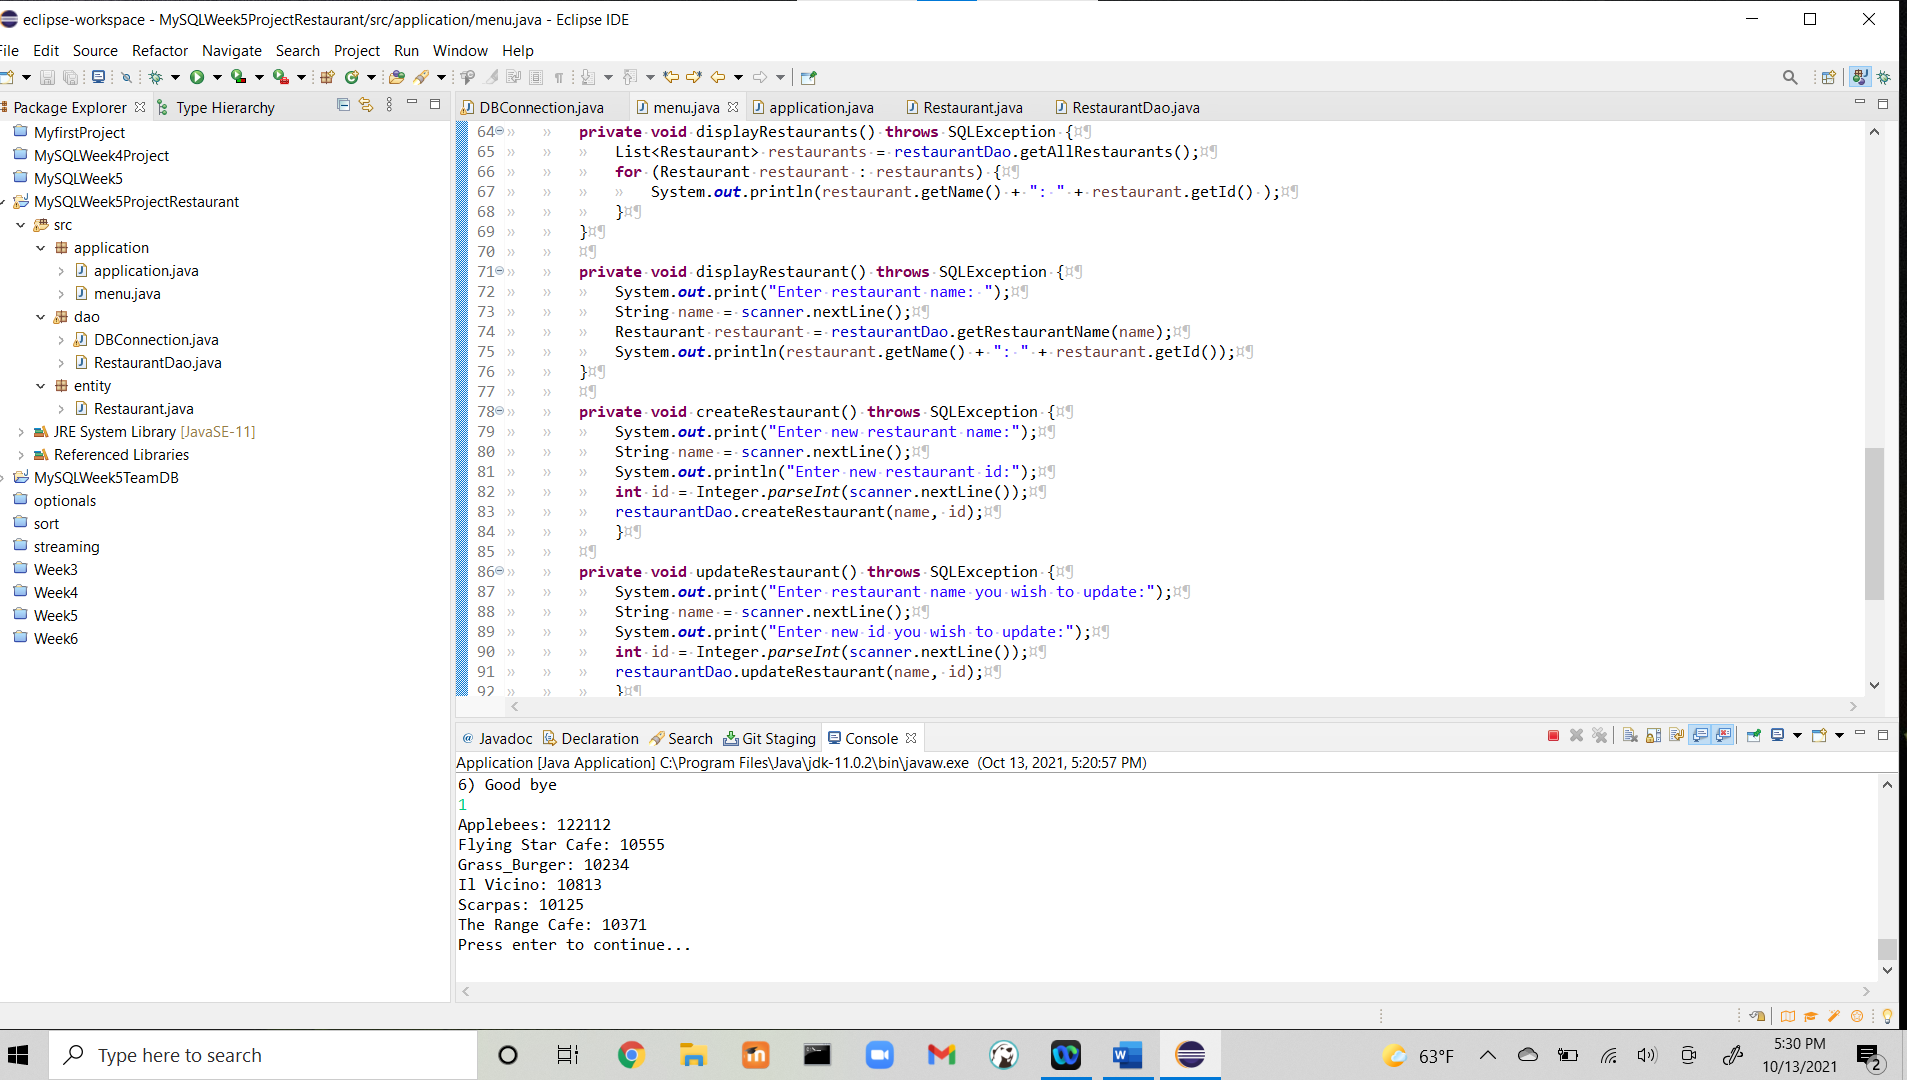 eclipse-workspace - MySQLWeek5ProjectRestaurant/src/application/menu.java - Eclipse IDE
File Edit Source Refactor Navigate Search Project Run Window Help
Package Explorer Type Hierarchy
MyfirstProject
MySQLWeek4Project
MySQLWeek5
MySQLWeek5ProjectRestaurant
src
application
application.java
menu.java
dao
DBConnection.java
RestaurantDao.java
entity
Restaurant.java
JRE System Library [JavaSE-11]
Referenced Libraries
MySQLWeek5TeamDB
optionals
sort
streaming
Week3
Week4
Week5
Week6
DBConnection.java menu.java application.java Restaurant.java RestaurantDao.java
64 private void displayRestaurants() throws SQLException {
65 List<Restaurant> restaurants = restaurantDao.getAllRestaurants();
66 for (Restaurant restaurant : restaurants) {
67 System.out.println(restaurant.getName() + ": " + restaurant.getId() );
68 }
69 }
70
71 private void displayRestaurant() throws SQLException {
72 System.out.print("Enter restaurant name: ");
73 String name = scanner.nextLine();
74 Restaurant restaurant = restaurantDao.getRestaurantName(name);
75 System.out.println(restaurant.getName() + ": " + restaurant.getId());
76 }
77
78 private void createRestaurant() throws SQLException {
79 System.out.print("Enter new restaurant name:");
80 String name = scanner.nextLine();
81 System.out.println("Enter new restaurant id:");
82 int id = Integer.parseInt(scanner.nextLine());
83 restaurantDao.createRestaurant(name, id);
84 }
85
86 private void updateRestaurant() throws SQLException {
87 System.out.print("Enter restaurant name you wish to update:");
88 String name = scanner.nextLine();
89 System.out.print("Enter new id you wish to update:");
90 int id = Integer.parseInt(scanner.nextLine());
91 restaurantDao.updateRestaurant(name, id);
92 }
@ Javadoc Declaration Search Git Staging Console
Application [Java Application] C:\Program Files\Java\jdk-11.0.2\bin\javaw.exe (Oct 13, 2021, 5:20:57 PM)
6) Good bye
1
Applebees: 122112
Flying Star Cafe: 10555
Grass_Burger: 10234
Il Vicino: 10813
Scarpas: 10125
The Range Cafe: 10371
Press enter to continue...
Type here to search
63°F
5:30 PM
10/13/2021
2